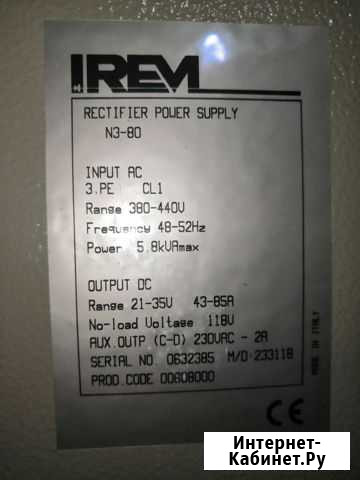 IREM
RECTIFIER POWER SUPPLY
N3-80
INPUT AC
3.PE CL1
Range 380-440V
Frequency 48-52Hz
Power 5.8kVAmax
OUTPUT DC
Range 21-35V 43-85A
No-load Voltage 118V
AUX.OUTP (C-D) 230VAC - 2A
SERIAL NO 0632385 M/D:233118
PROD.CODE 00608000
MADE IN ITALY
CE
Интернет-
Кабинет.Ру